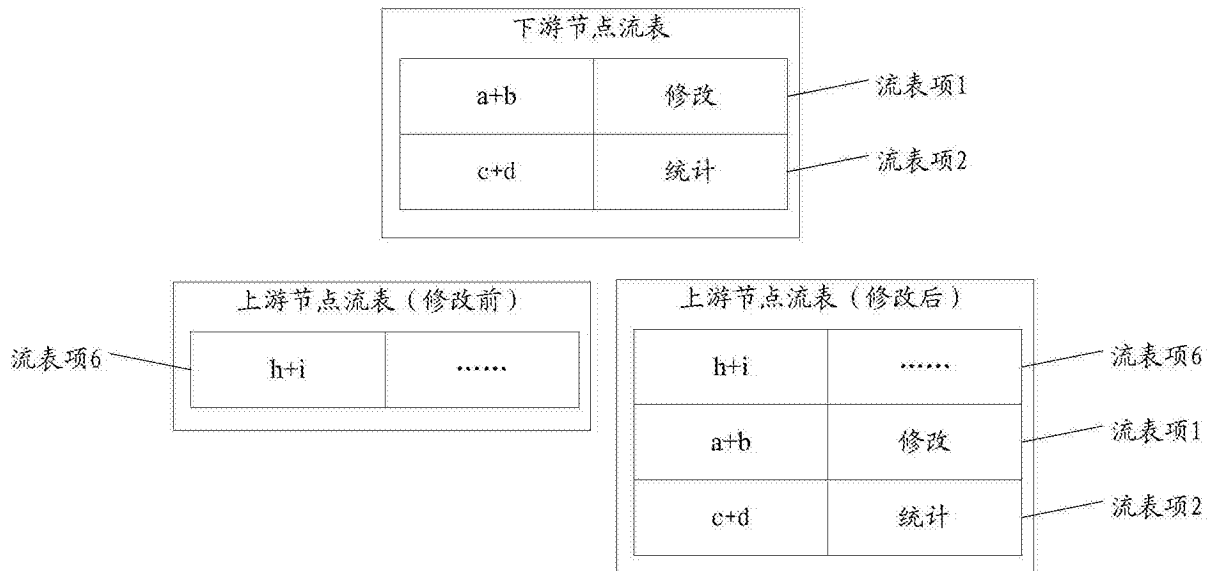 下游节点流表
a+b 修改 流表项1
c+d 统计 流表项2
上游节点流表（修改前）
流表项6 h+i ……
上游节点流表（修改后）
h+i …… 流表项6
a+b 修改 流表项1
c+d 统计 流表项2